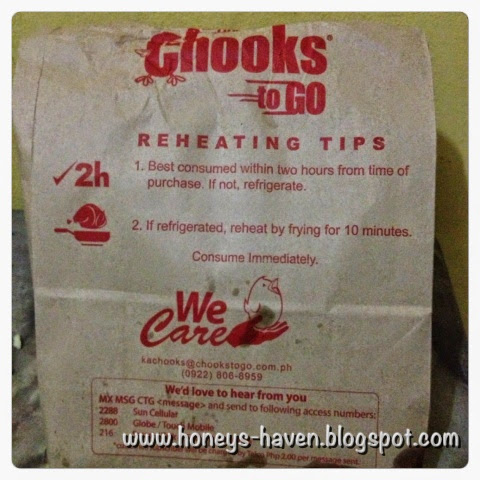 Chooks
to GO
REHEATING TIPS
2h
1. Best consumed within two hours from time of
purchase. If not, refrigerate.
2. If refrigerated, reheat by frying for 10 minutes.
Consume Immediately.
We
Care
kachooks@chookstogo.com.ph
(0922) 806-6959
We'd love to hear from you
MX MSG CTG <message> and send to following access numbers:
2288 Sun Cellular
2800 Globe / Touch Mobile
216
www.honeys-haven.blogspot.com
per message sent.